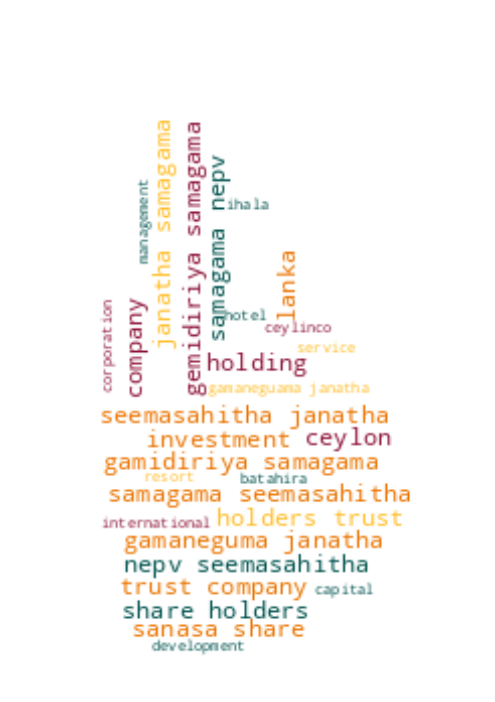 janatha samagama
gemidiriya samagama
samagama nepv
management
ihala
lanka
corporation
company
hotel
ceylinco
service
holding
gamaneguama janatha
seemasahitha janatha
investment
ceylon
gamidiriya samagama
resort
batahira
samagama seemasahitha
international
holders trust
gamaneguma janatha
nepv seemasahitha
trust company
capital
share holders
sanasa share
development